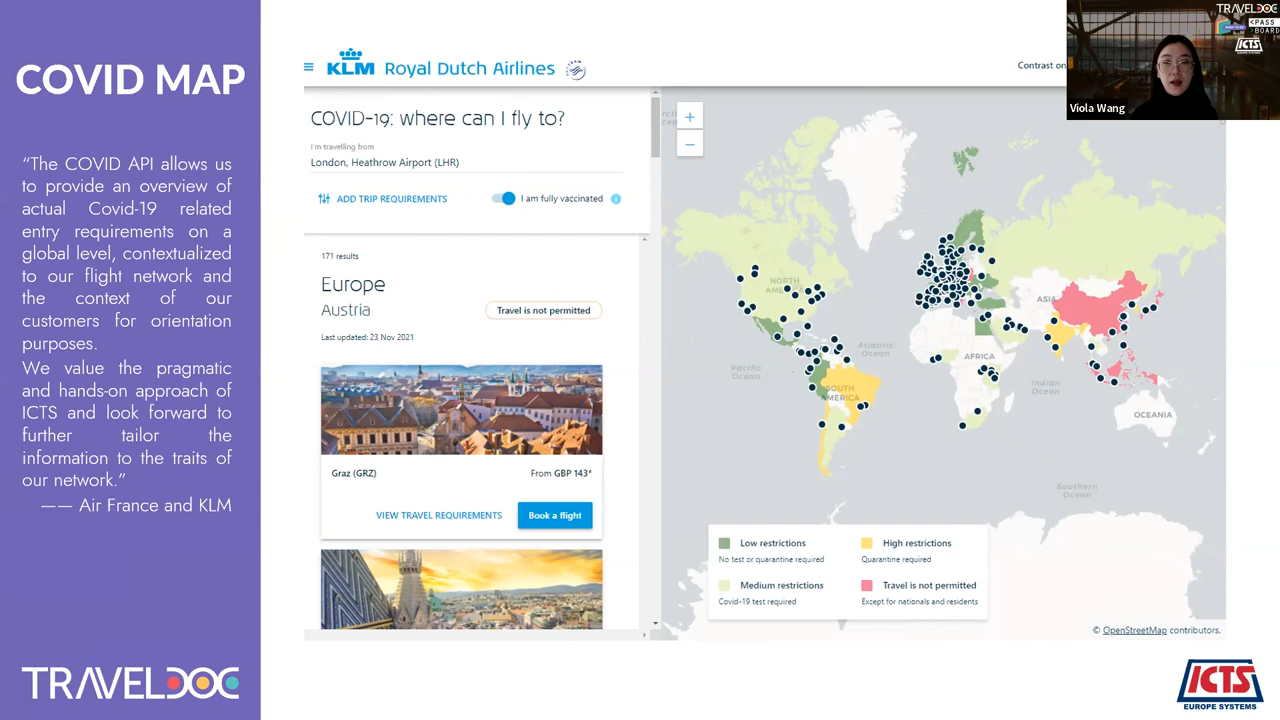 COVID MAP
“The COVID API allows us
to provide an overview of
actual Covid-19 related
entry requirements on a
global level, contextualized
to our flight network and
the context of our
customers for orientation
purposes.
We value the pragmatic
and hands-on approach of
ICTS and look forward to
further tailor the
information to the traits of
our network.”
—— Air France and KLM
TRAVELDOC
KLM Royal Dutch Airlines
Contrast on
COVID-19: where can I fly to?
I'm travelling from
London, Heathrow Airport (LHR)
ADD TRIP REQUIREMENTS
I am fully vaccinated
171 results
Europe
Austria
Travel is not permitted
Last updated: 23 Nov 2021
Graz (GRZ)
From GBP 143*
VIEW TRAVEL REQUIREMENTS
Book a flight
+
−
NORTH
AMERICA
Atlantic
Ocean
Pacific
Ocean
SOUTH
AMERICA
AFRICA
ASIA
Indian
Ocean
OCEANIA
Southern
Ocean
Low restrictions
No test or quarantine required
High restrictions
Quarantine required
Medium restrictions
Covid-19 test required
Travel is not permitted
Except for nationals and residents
© OpenStreetMap contributors.
TRAVELDOC
<PASS
>BOARD
ICTS
Viola Wang
ICTS
EUROPE SYSTEMS